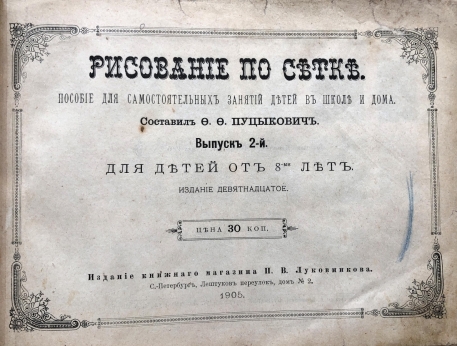 РИСОВАНІЕ ПО СѢТКѢ.
ПОСОБІЕ ДЛЯ САМОСТОЯТЕЛЬНЫХЪ ЗАНЯТІЙ ДѢТЕЙ ВЪ ШКОЛѢ И ДОМА.
Составилъ Ѳ. Ѳ. ПУЦЫКОВИЧЪ.
Выпускъ 2-й.
ДЛЯ ДѢТЕЙ ОТЪ 8-ми ЛѢТЪ.
ИЗДАНІЕ ДЕВЯТНАДЦАТОЕ.
ЦѢНА 30 КОП.
Изданіе книжнаго магазина П. В. Луковникова.
С.-Петербургъ, Лештуковъ переулокъ, домъ № 2.
1905.